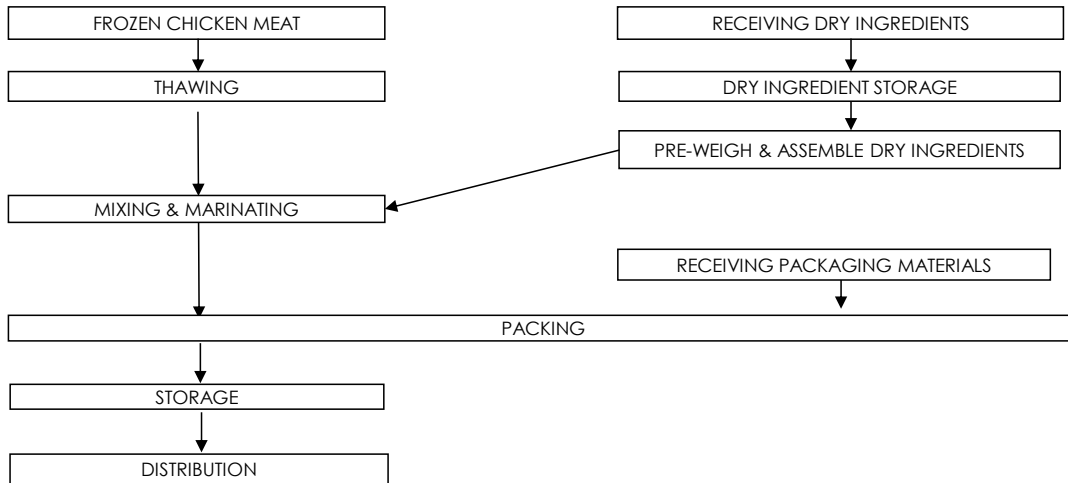 FROZEN CHICKEN MEAT
RECEIVING DRY INGREDIENTS
THAWING
DRY INGREDIENT STORAGE
PRE-WEIGH & ASSEMBLE DRY INGREDIENTS
MIXING & MARINATING
RECEIVING PACKAGING MATERIALS
PACKING
STORAGE
DISTRIBUTION